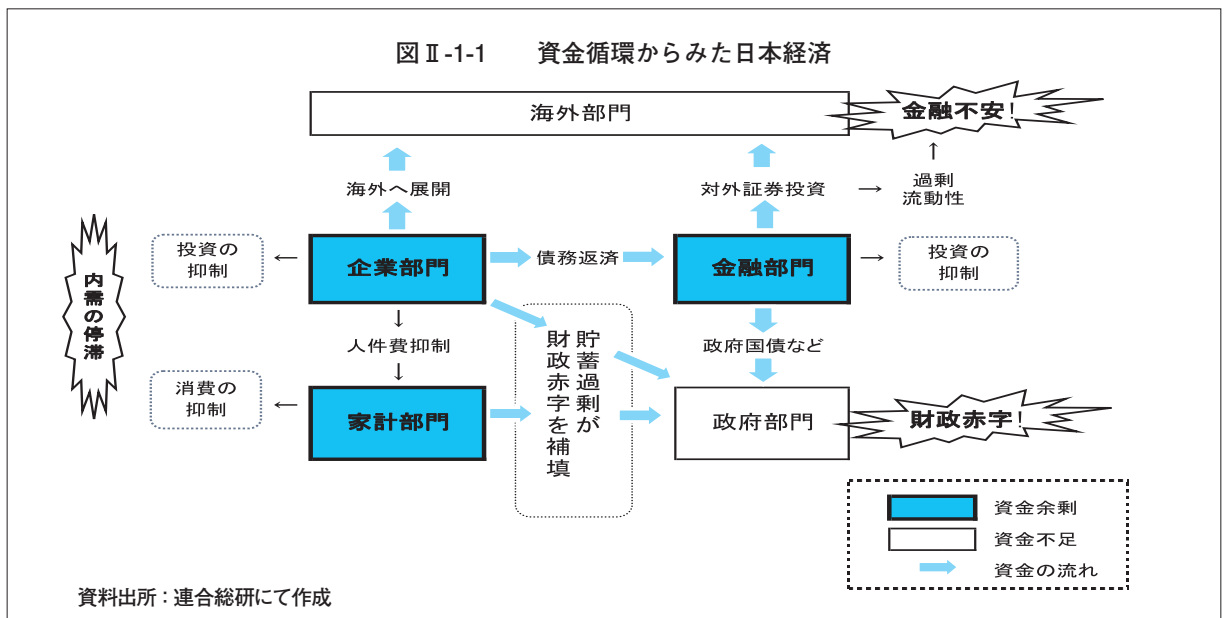 図Ⅱ-1-1 資金循環からみた日本経済
海外部門
金融不安!
海外へ展開
対外証券投資
→
過剰
流動性
↑
内需の停滞
投資の
抑制
←
企業部門
債務返済
金融部門
→
投資の
抑制
↓
人件費抑制
↓
貯蓄過剰が
財政赤字を補填
政府国債など
消費の
抑制
←
家計部門
政府部門
財政赤字!
資金余剰
資金不足
資金の流れ
資料出所：連合総研にて作成